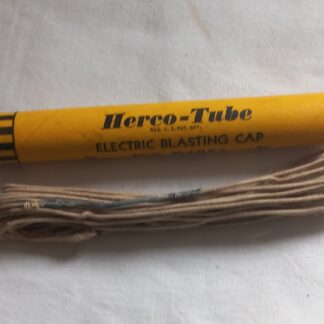 Herco-Tube
REG. U. S. PAT. OFF.
ELECTRIC BLASTING CAP